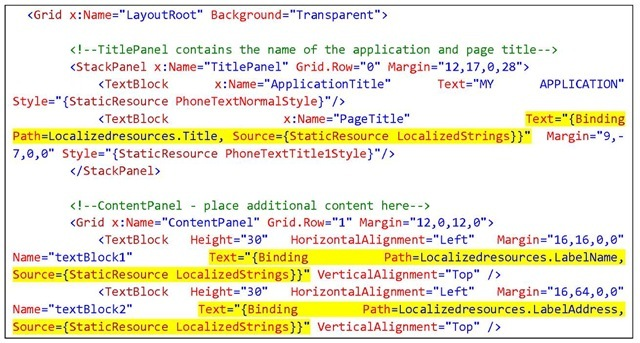 <Grid x:Name="LayoutRoot" Background="Transparent">
<!--TitlePanel contains the name of the application and page title-->
<StackPanel x:Name="TitlePanel" Grid.Row="0" Margin="12,17,0,28">
<TextBlock x:Name="ApplicationTitle" Text="MY APPLICATION"
Style="{StaticResource PhoneTextNormalStyle}"/>
<TextBlock x:Name="PageTitle" Text="{Binding
Path=Localizedresources.Title, Source={StaticResource LocalizedStrings}}" Margin="9,-
7,0,0" Style="{StaticResource PhoneTextTitle1Style}"/>
</StackPanel>
<!--ContentPanel - place additional content here-->
<Grid x:Name="ContentPanel" Grid.Row="1" Margin="12,0,12,0">
<TextBlock Height="30" HorizontalAlignment="Left" Margin="16,16,0,0"
Name="textBlock1" Text="{Binding Path=Localizedresources.LabelName,
Source={StaticResource LocalizedStrings}}" VerticalAlignment="Top" />
<TextBlock Height="30" HorizontalAlignment="Left" Margin="16,64,0,0"
Name="textBlock2" Text="{Binding Path=Localizedresources.LabelAddress,
Source={StaticResource LocalizedStrings}}" VerticalAlignment="Top" />